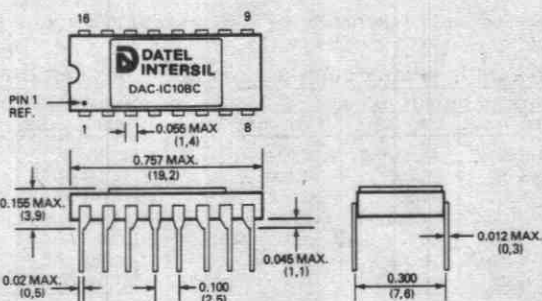 16 9
DATEL
INTERSIL
DAC-IC10BC
PIN 1
REF.
1 8
0.055 MAX
(1,4)
0.757 MAX.
(19,2)
0.155 MAX
(3,9)
0.012 MAX.
(0,3)
0.045 MAX.
(1,1)
0.02 MAX
(0,5)
0.100
(2,5)
0.300
(7,6)